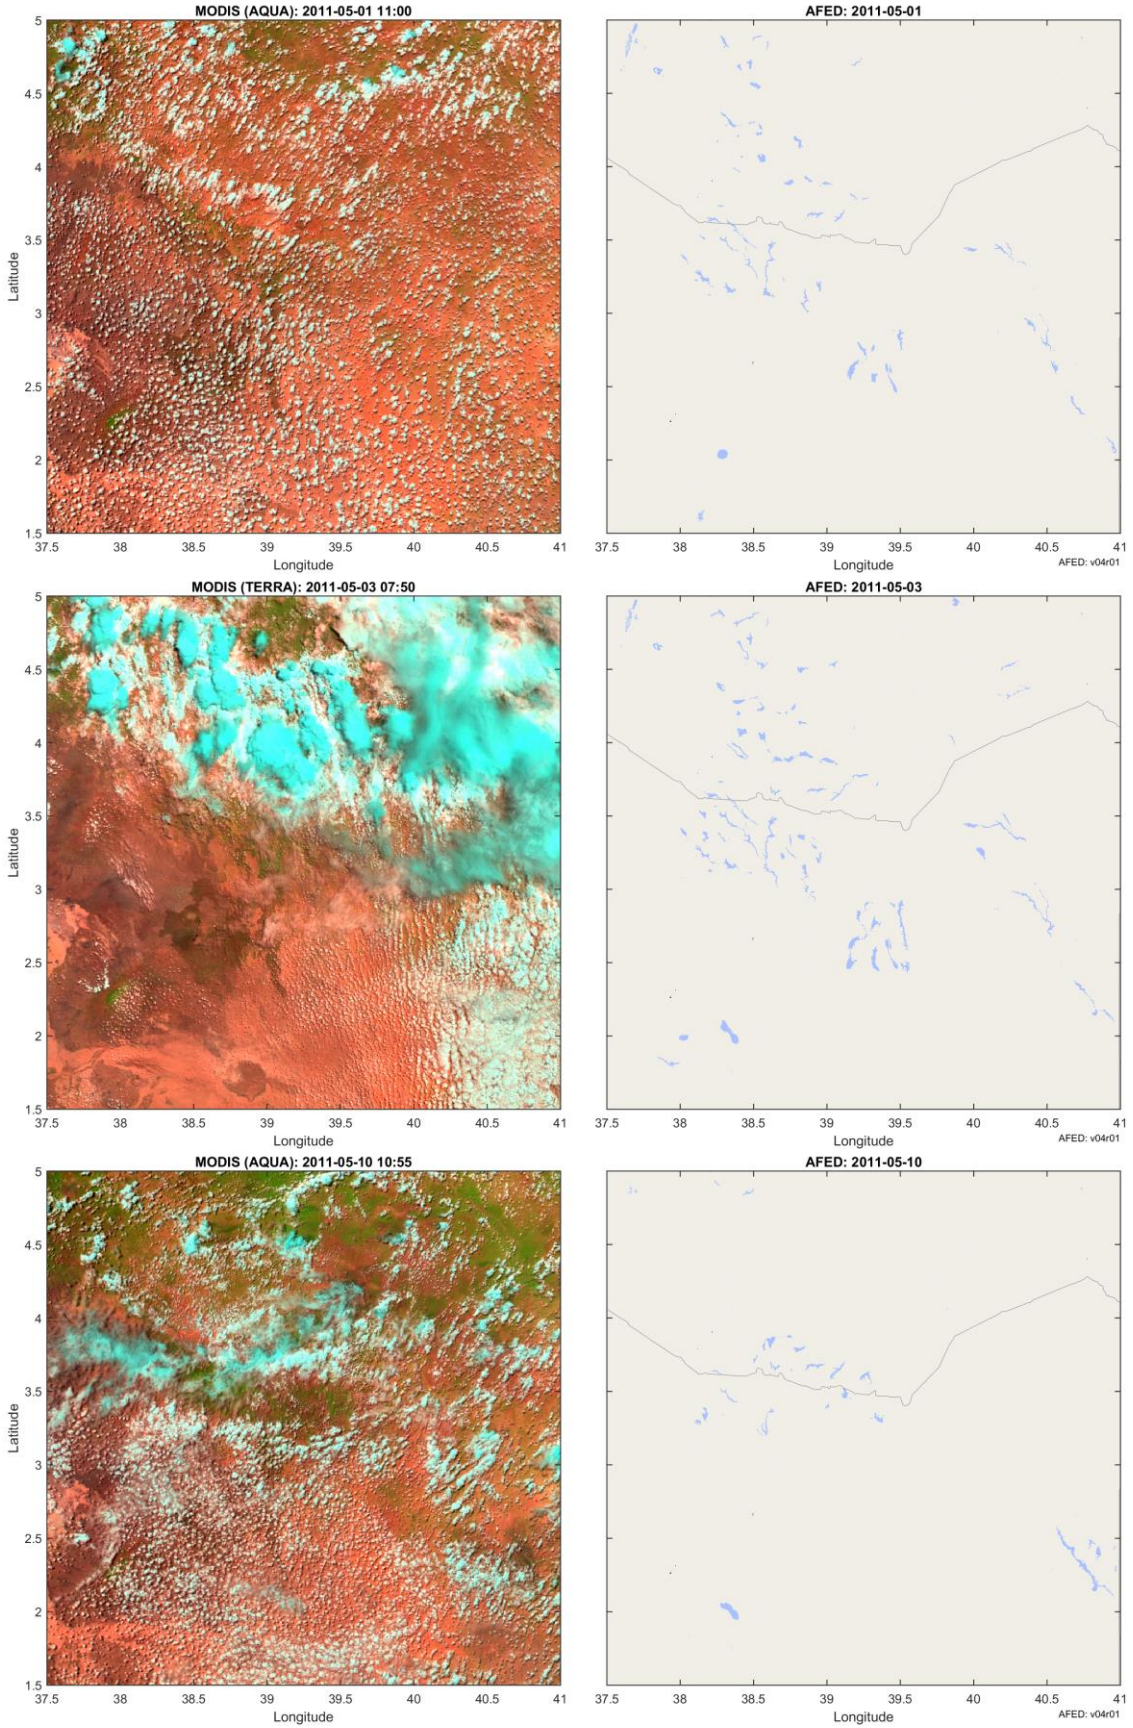 MODIS (AQUA): 2011-05-01 11:00
5
4.5
4
3.5
3
2.5
2
1.5
Latitude
37.5 38 38.5 39 39.5 40 40.5 41
Longitude
AFED: 2011-05-01
37.5 38 38.5 39 39.5 40 40.5 41
Longitude
AFED: v04r01
MODIS (TERRA): 2011-05-03 07:50
5
4.5
4
3.5
3
2.5
2
1.5
Latitude
37.5 38 38.5 39 39.5 40 40.5 41
Longitude
AFED: 2011-05-03
37.5 38 38.5 39 39.5 40 40.5 41
Longitude
AFED: v04r01
MODIS (AQUA): 2011-05-10 10:55
5
4.5
4
3.5
3
2.5
2
1.5
Latitude
37.5 38 38.5 39 39.5 40 40.5 41
Longitude
AFED: 2011-05-10
37.5 38 38.5 39 39.5 40 40.5 41
Longitude
AFED: v04r01